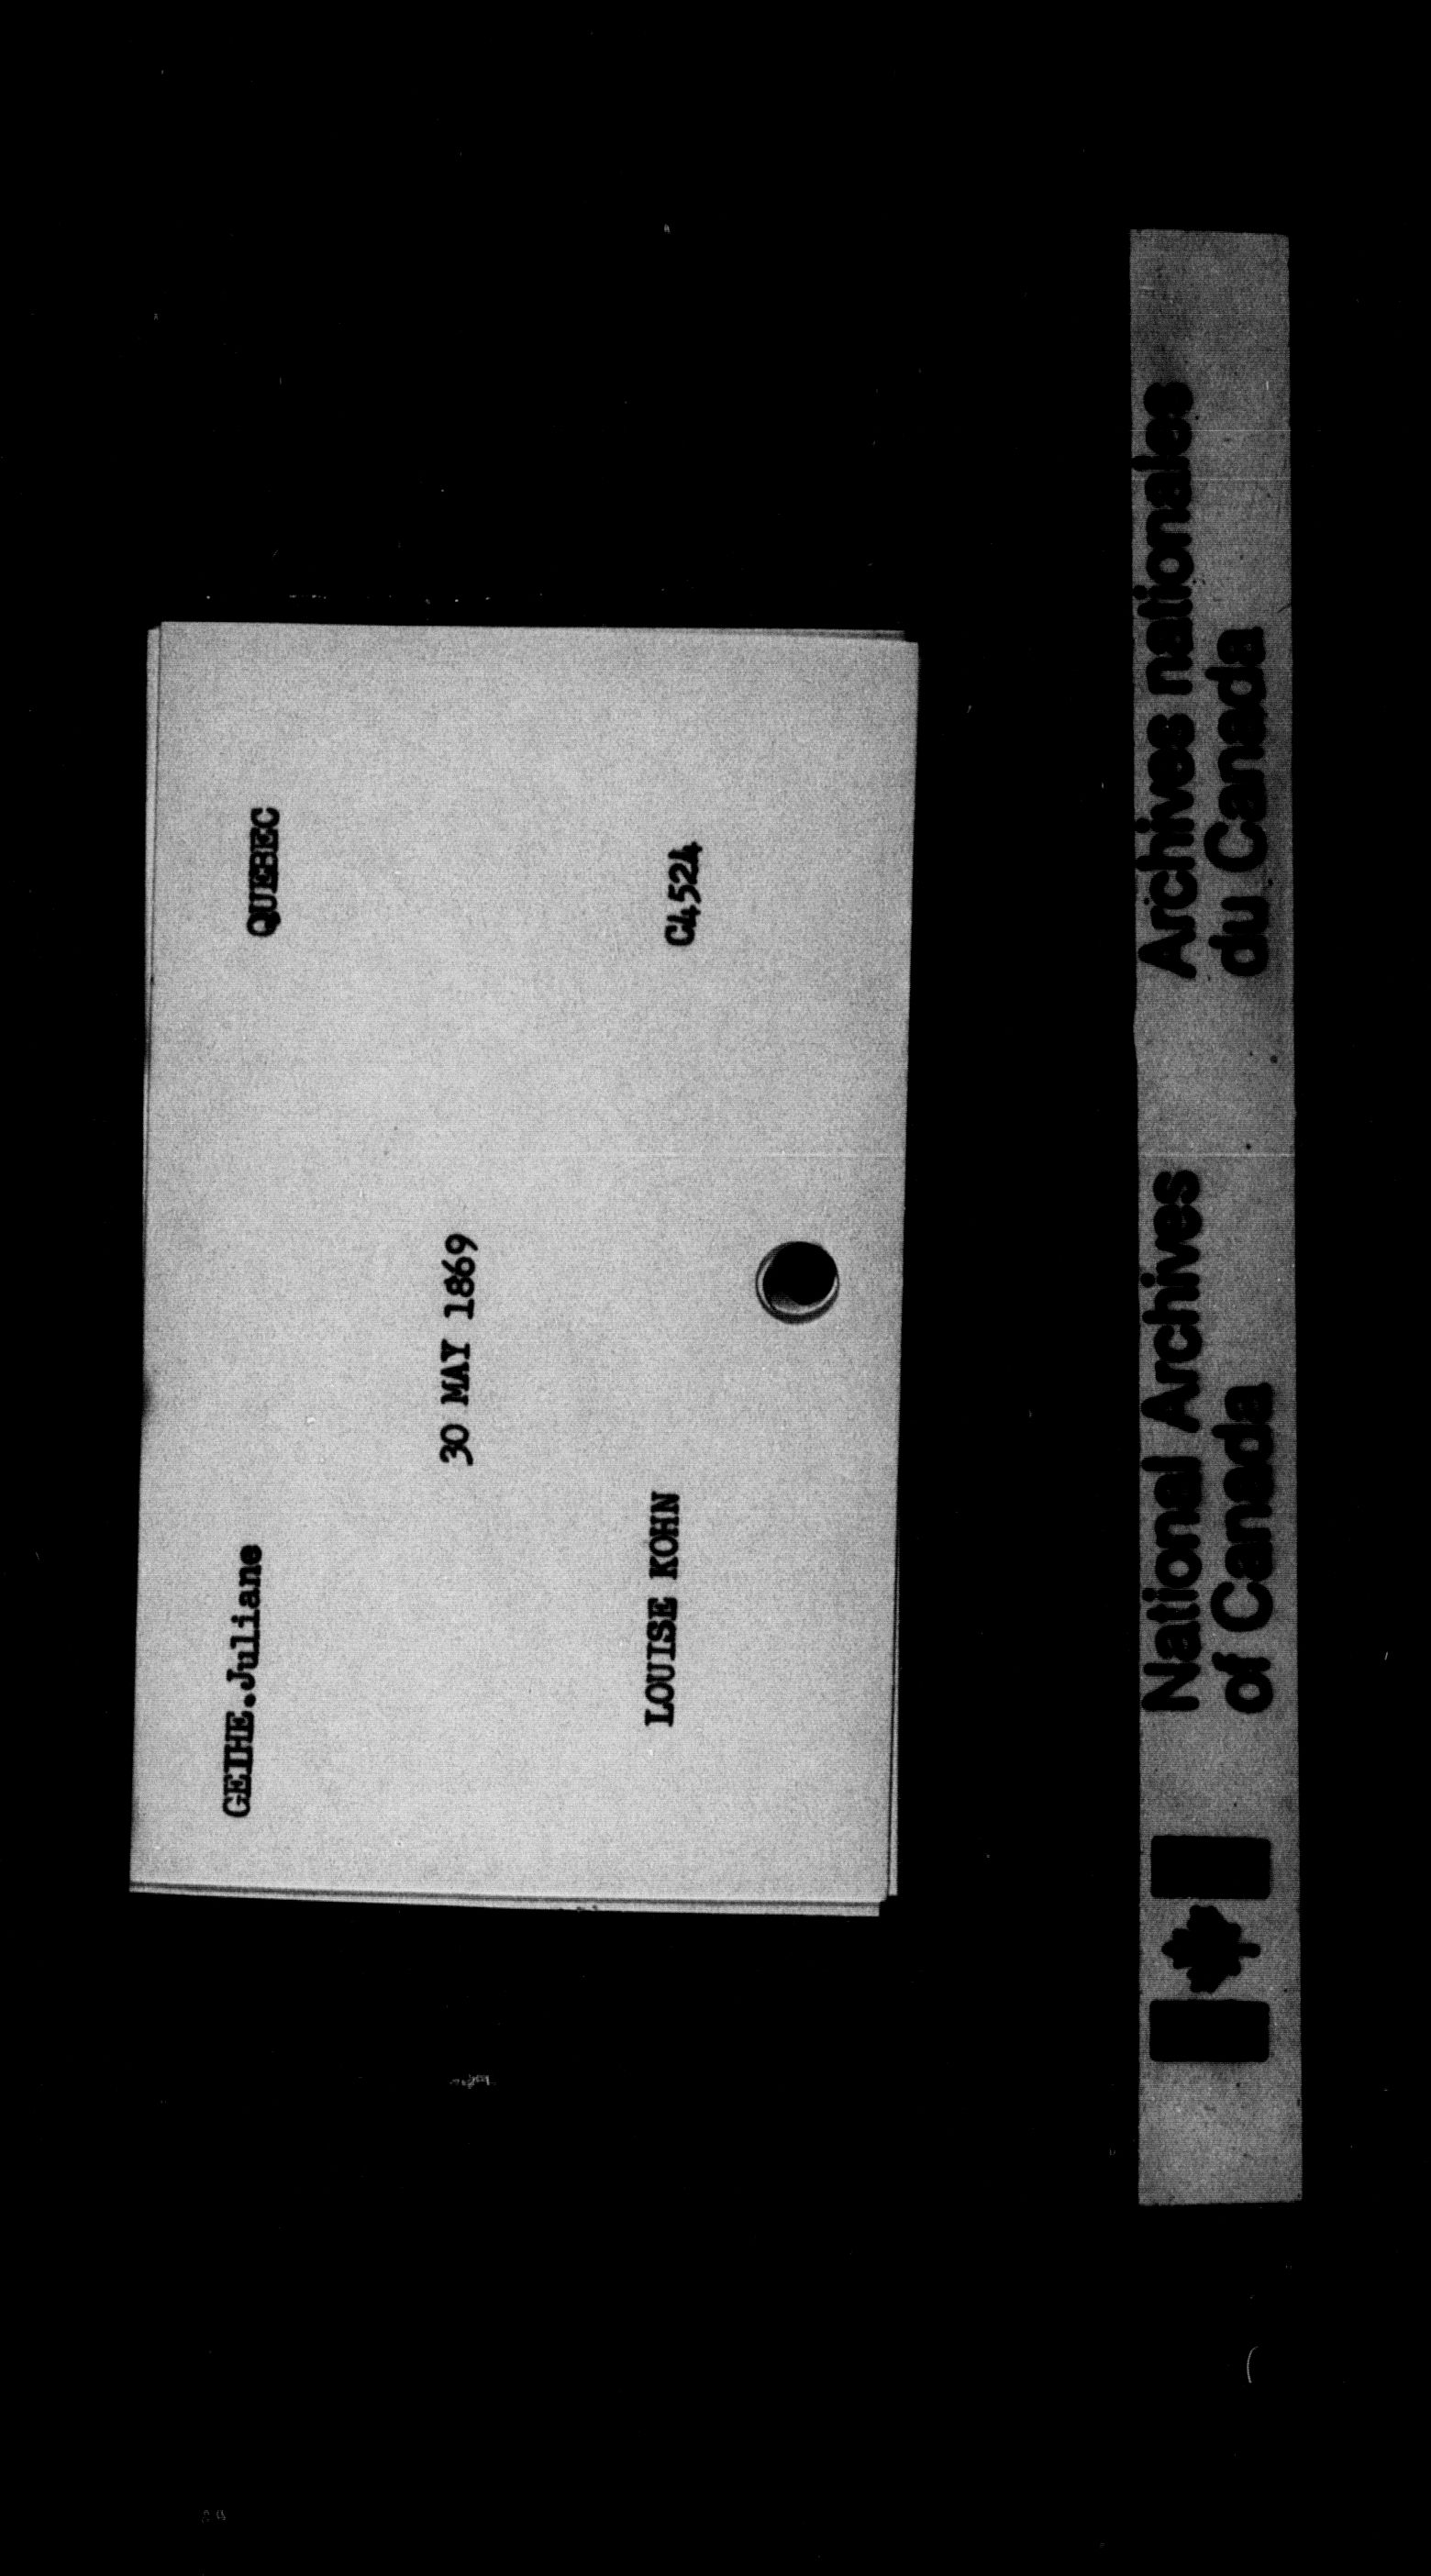 GEIHE.Juliane QUEBEC
30 MAY 1869
LOUISE KOHN C4524
National Archives of Canada
Archives nationales du Canada